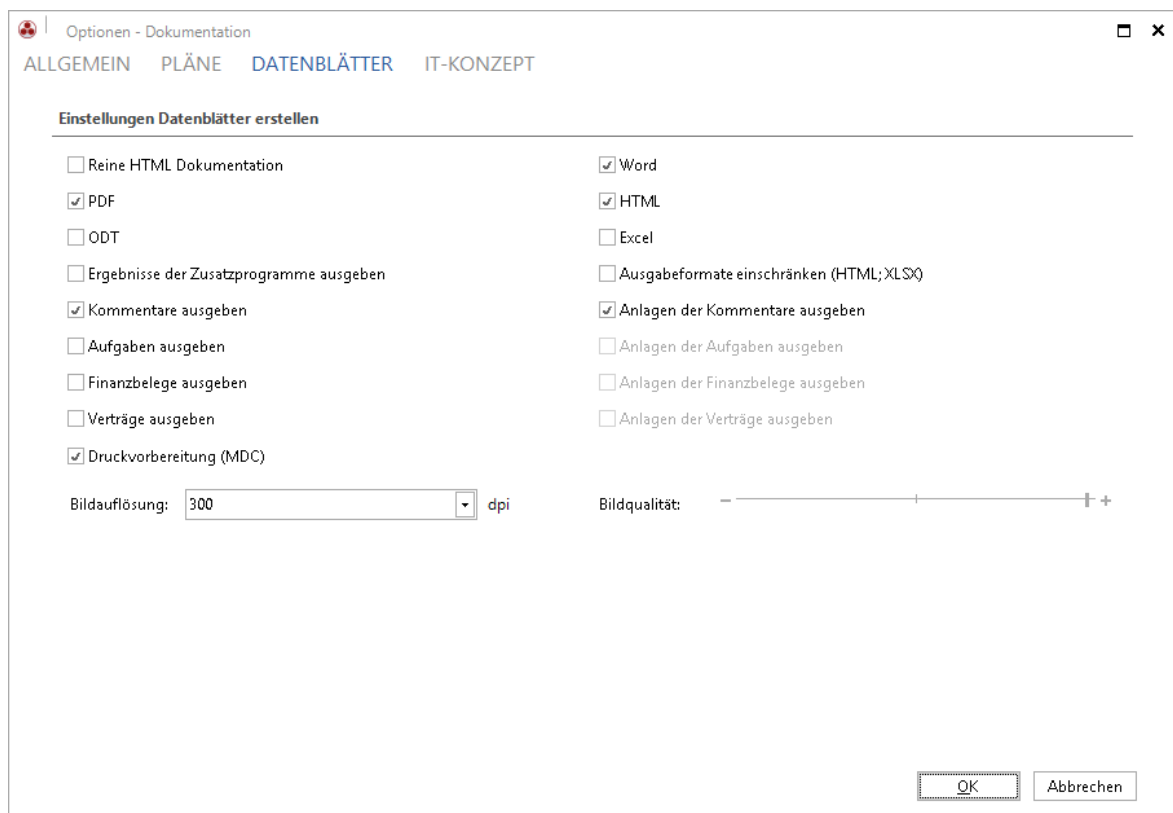 Optionen - Dokumentation
ALLGEMEIN PLÄNE DATENBLÄTTER IT-KONZEPT
Einstellungen Datenblätter erstellen
Reine HTML Dokumentation Word
PDF HTML
ODT Excel
Ergebnisse der Zusatzprogramme ausgeben Ausgabeformate einschränken (HTML; XLSX)
Kommentare ausgeben Anlagen der Kommentare ausgeben
Aufgaben ausgeben Anlagen der Aufgaben ausgeben
Finanzbelege ausgeben Anlagen der Finanzbelege ausgeben
Verträge ausgeben Anlagen der Verträge ausgeben
Druckvorbereitung (MDC)
Bildauflösung: 300 dpi Bildqualität: - +
OK Abbrechen